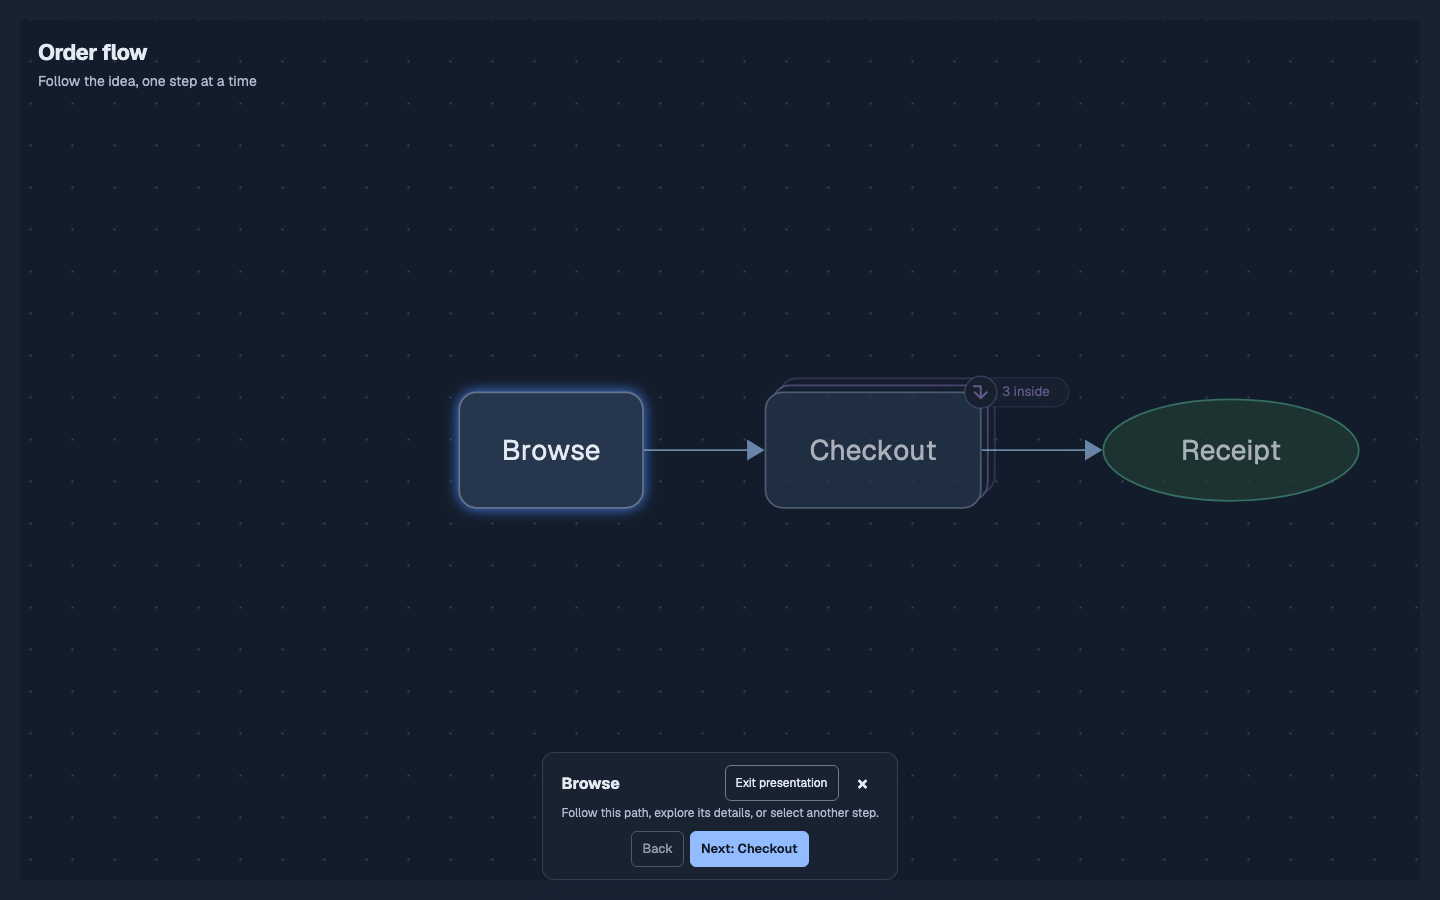 Order flow
Follow the idea, one step at a time
3 inside
Browse
Checkout
Receipt
Browse
Exit presentation
Follow this path, explore its details, or select another step.
Back
Next: Checkout